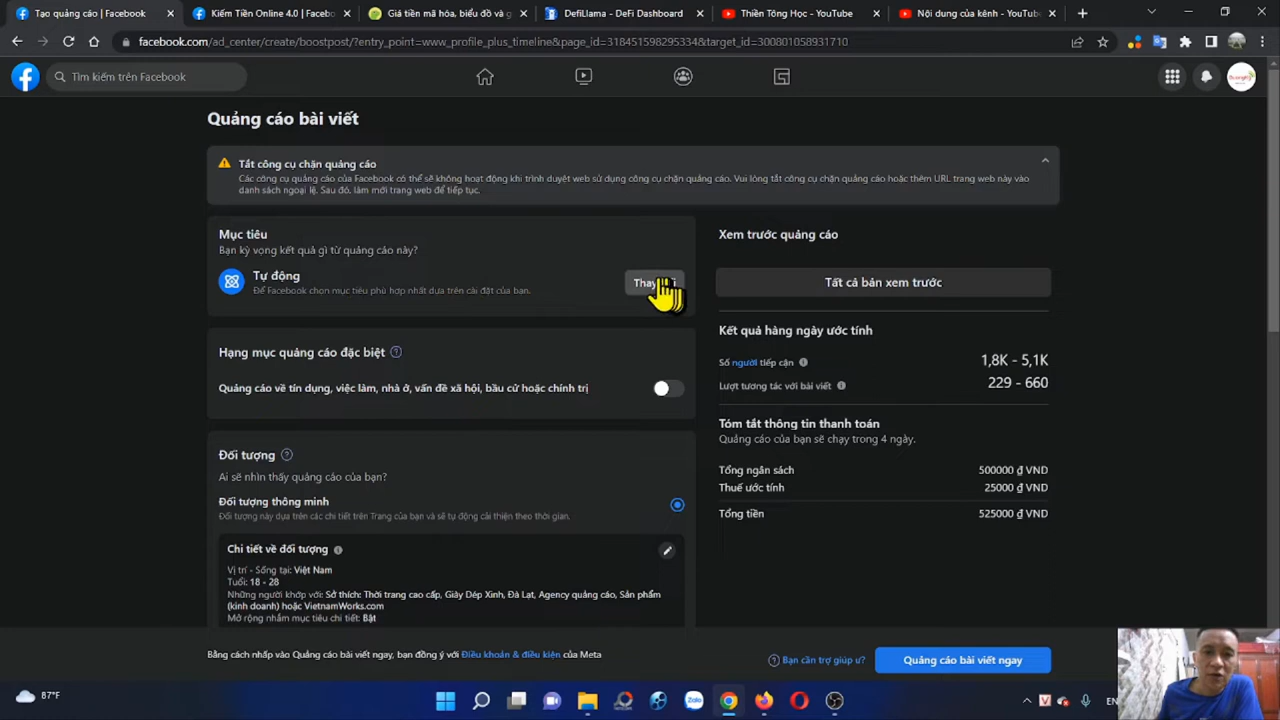 Tạo quảng cáo | Facebook
Kiếm Tiền Online 4.0 | Facebo
Giá tiền mã hóa, biểu đồ và g
DefiLlama - DeFi Dashboard
Thiền Tông Học - YouTube
Nội dung của kênh - YouTub
facebook.com/ad_center/create/boostpost/?entry_point=www_profile_plus_timeline&page_id=318451598295334&target_id=300801058931710
Tìm kiếm trên Facebook
Quảng cáo bài viết
Tắt công cụ chặn quảng cáo
Các công cụ quảng cáo của Facebook có thể sẽ không hoạt động khi trình duyệt web sử dụng công cụ chặn quảng cáo. Vui lòng tắt công cụ chặn quảng cáo hoặc thêm URL trang web này vào
danh sách ngoại lệ. Sau đó, làm mới trang web để tiếp tục.
Mục tiêu
Bạn kỳ vọng kết quả gì từ quảng cáo này?
Tự động
Để Facebook chọn mục tiêu phù hợp nhất dựa trên cài đặt của bạn.
Thay
Hạng mục quảng cáo đặc biệt
Quảng cáo về tín dụng, việc làm, nhà ở, vấn đề xã hội, bầu cử hoặc chính trị
Đối tượng
Ai sẽ nhìn thấy quảng cáo của bạn?
Đối tượng thông minh
Đối tượng này dựa trên các chi tiết trên Trang của bạn và sẽ tự động cải thiện theo thời gian.
Chi tiết về đối tượng
Vị trí - Sống tại: Việt Nam
Tuổi: 18 - 28
Những người khớp với: Sở thích: Thời trang cao cấp, Giày Dép Xinh, Đà Lạt, Agency quảng cáo, Sản phẩm
(kinh doanh) hoặc VietnamWorks.com
Mở rộng nhắm mục tiêu chi tiết: Bật
Xem trước quảng cáo
Tất cả bản xem trước
Kết quả hàng ngày ước tính
Số người tiếp cận 1,8K - 5,1K
Lượt tương tác với bài viết 229 - 660
Tóm tắt thông tin thanh toán
Quảng cáo của bạn sẽ chạy trong 4 ngày.
Tổng ngân sách 500000 ₫ VND
Thuế ước tính 25000 ₫ VND
Tổng tiền 525000 ₫ VND
Bằng cách nhấp vào Quảng cáo bài viết ngay, bạn đồng ý với Điều khoản & điều kiện của Meta
Bạn cần trợ giúp ư?
Quảng cáo bài viết ngay
87°F
Zalo
V